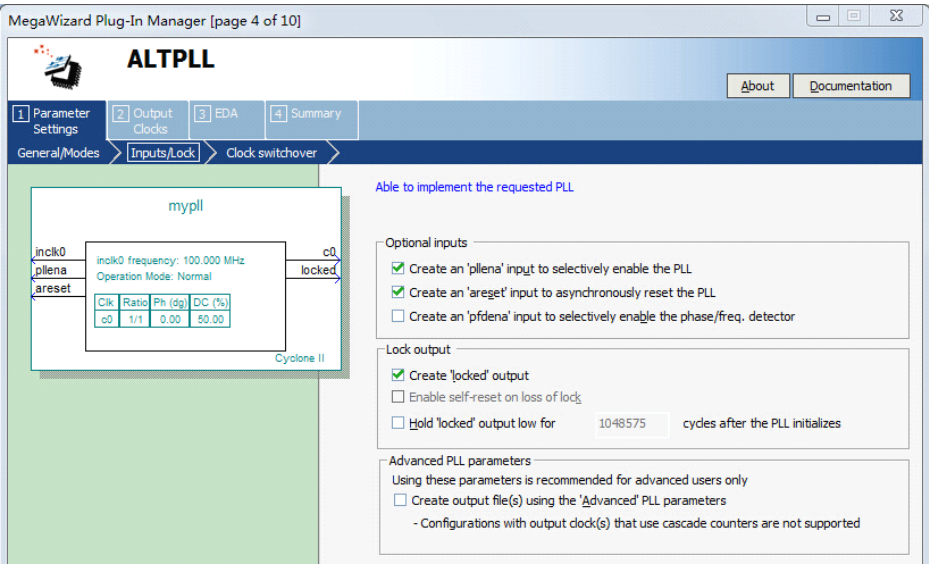 MegaWizard Plug-In Manager [page 4 of 10]
ALTPLL
About
Documentation
1 Parameter Settings
2 Output Clocks
3 EDA
4 Summary
General/Modes
Inputs/Lock
Clock switchover
mypll
inclk0
pllena
areset
c0
locked
inclk0 frequency: 100.000 MHz
Operation Mode: Normal
Clk Ratio Ph (dg) DC (%)
c0 1/1 0.00 50.00
Cyclone II
Able to implement the requested PLL
Optional inputs
Create an 'pllena' input to selectively enable the PLL
Create an 'areset' input to asynchronously reset the PLL
Create an 'pfdena' input to selectively enable the phase/freq. detector
Lock output
Create 'locked' output
Enable self-reset on loss of lock
Hold 'locked' output low for 1048575 cycles after the PLL initializes
Advanced PLL parameters
Using these parameters is recommended for advanced users only
Create output file(s) using the 'Advanced' PLL parameters
- Configurations with output clock(s) that use cascade counters are not supported